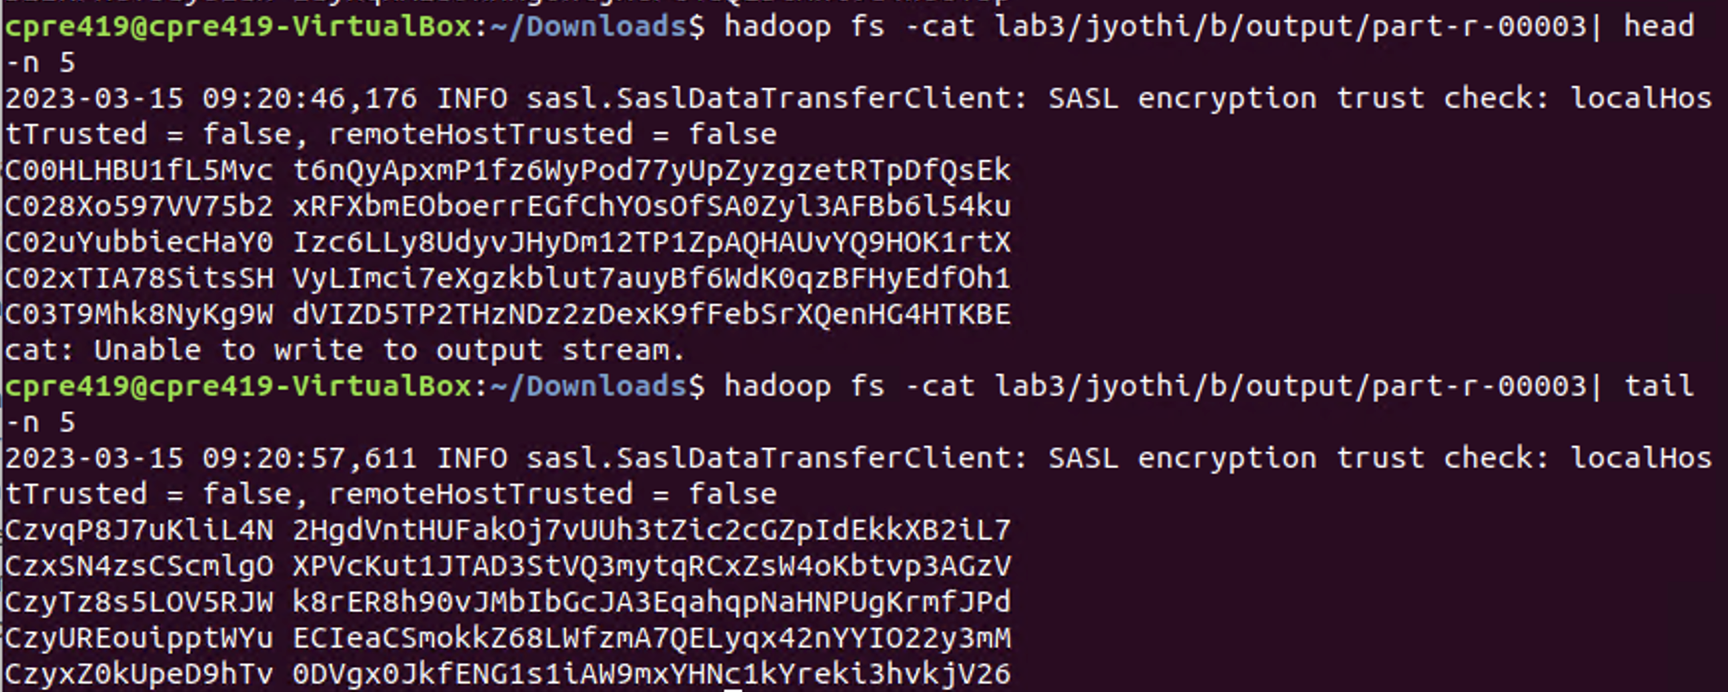 cpre419@cpre419-VirtualBox:~/Downloads$ hadoop fs -cat lab3/jyothi/b/output/part-r-00003| head
-n 5
2023-03-15 09:20:46,176 INFO sasl.SaslDataTransferClient: SASL encryption trust check: localHos
tTrusted = false, remoteHostTrusted = false
C00HLHBU1fL5Mvc t6nQyApxmP1fz6WyPod77yUpZyzgzetRTpDfQsEk
C028Xo597VV75b2 xRFXbmEOboerrEGfChYOsOfSA0Zyl3AFBb6l54ku
C02uYubbiecHaY0 Izc6LLy8UdyvJHyDm12TP1ZpAQHAUvYQ9HOK1rtX
C02xTIA78SitsSH VyLImci7eXgzkblut7auyBf6WdK0qzBFHyEdfOh1
C03T9Mhk8NyKg9W dVIZD5TP2THzNDz2zDexK9fFebSrXQenHG4HTKBE
cat: Unable to write to output stream.
cpre419@cpre419-VirtualBox:~/Downloads$ hadoop fs -cat lab3/jyothi/b/output/part-r-00003| tail
-n 5
2023-03-15 09:20:57,611 INFO sasl.SaslDataTransferClient: SASL encryption trust check: localHos
tTrusted = false, remoteHostTrusted = false
CzvqP8J7uKliL4N 2HgdVntHUFakOj7vUUh3tZic2cGZpIdEkkXB2iL7
CzxSN4zsCScmlgO XPVcKut1JTAD3StVQ3mytqRCxZsW4oKbtvp3AGzV
CzyTz8s5LOV5RJW k8rER8h90vJMbIbGcJA3EqahqpNaHNPUgKrmfJPd
CzyUREouipptWYu ECIeaCSmokkZ68LWfzmA7QELyqx42nYYIO22y3mM
CzyxZ0kUpeD9hTv 0DVgx0JkfENG1s1iAW9mxYHNc1kYreki3hvkjV26